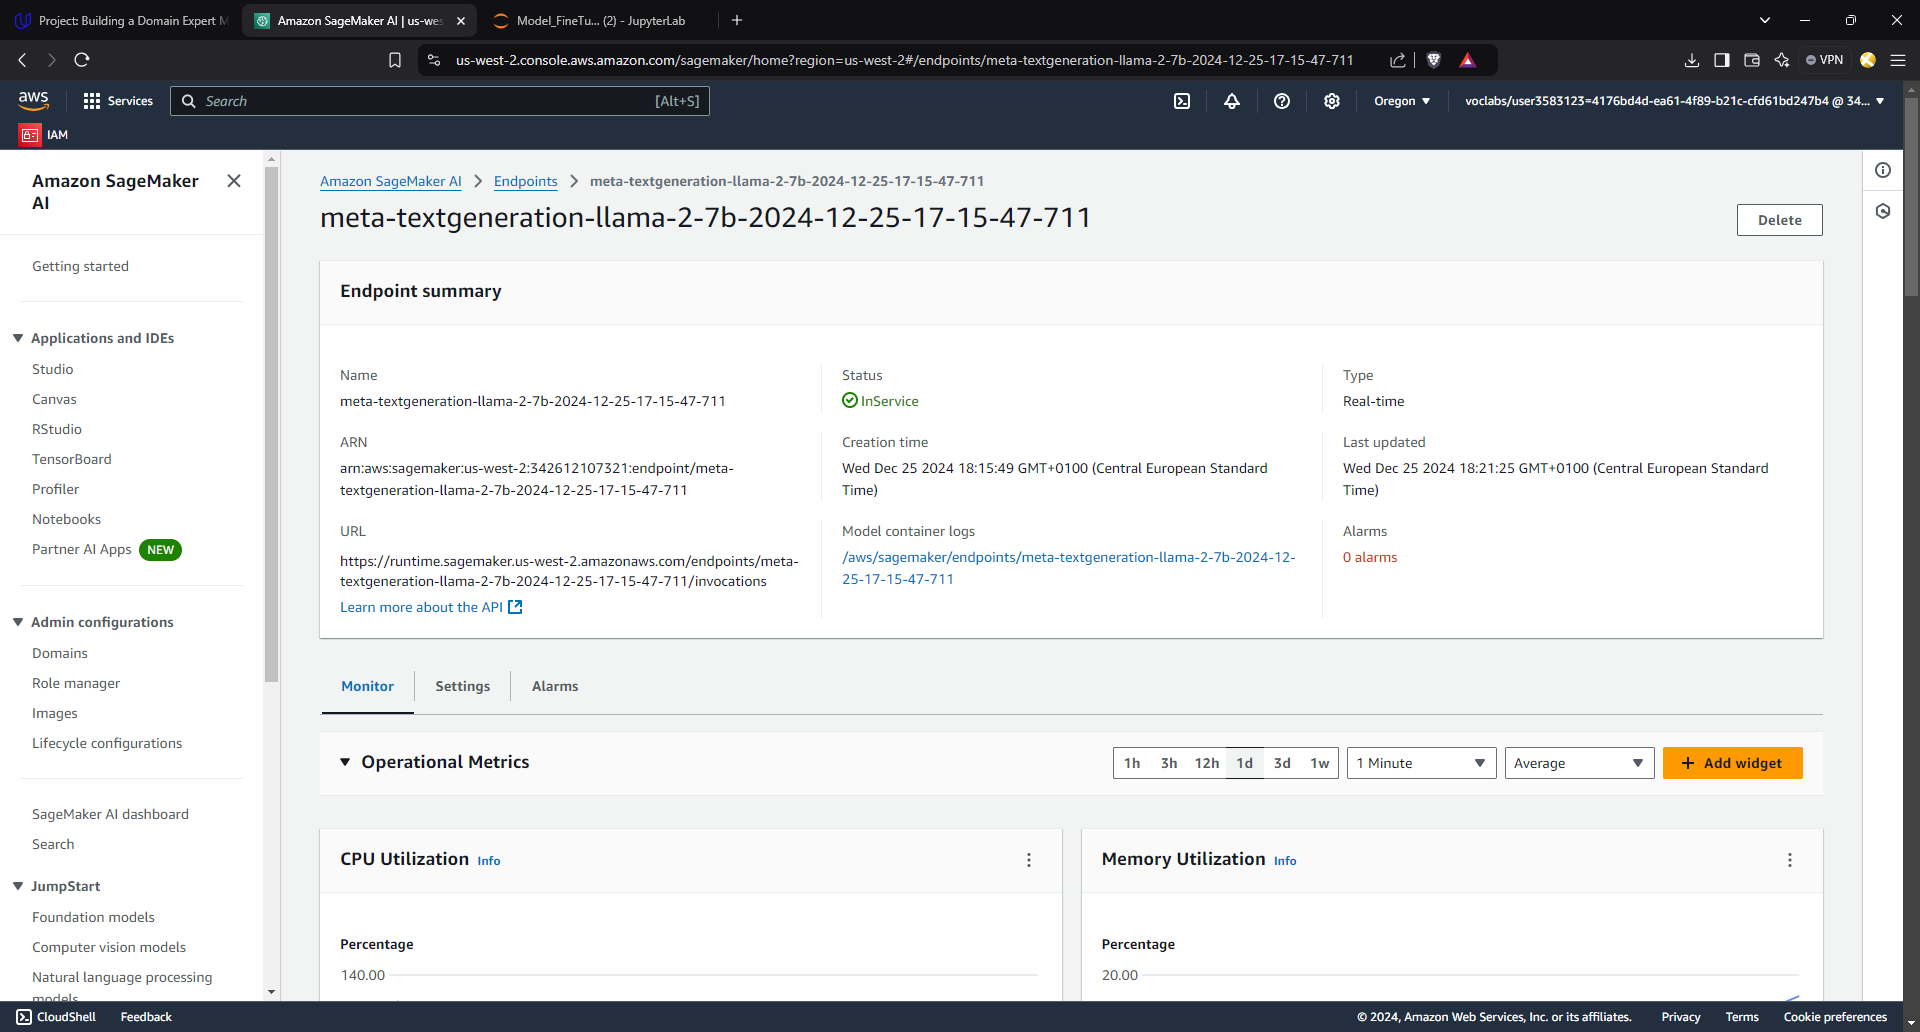 Project: Building a Domain Expert M
Amazon SageMaker AI | us-wes
Model_FineTu... (2) - JupyterLab
us-west-2.console.aws.amazon.com/sagemaker/home?region=us-west-2#/endpoints/meta-textgeneration-llama-2-7b-2024-12-25-17-15-47-711
VPN
aws
Services
Search
[Alt+S]
Oregon
voclabs/user3583123=4176bd4d-ea61-4f89-b21c-cfd61bd247b4 @ 34...
IAM
Amazon SageMaker
AI
Getting started
Applications and IDEs
Studio
Canvas
RStudio
TensorBoard
Profiler
Notebooks
Partner AI Apps NEW
Admin configurations
Domains
Role manager
Images
Lifecycle configurations
SageMaker AI dashboard
Search
JumpStart
Foundation models
Computer vision models
Natural language processing
models
Amazon SageMaker AI
Endpoints
meta-textgeneration-llama-2-7b-2024-12-25-17-15-47-711
meta-textgeneration-llama-2-7b-2024-12-25-17-15-47-711
Delete
Endpoint summary
Name
meta-textgeneration-llama-2-7b-2024-12-25-17-15-47-711
Status
InService
Type
Real-time
ARN
arn:aws:sagemaker:us-west-2:342612107321:endpoint/meta-
textgeneration-llama-2-7b-2024-12-25-17-15-47-711
Creation time
Wed Dec 25 2024 18:15:49 GMT+0100 (Central European Standard
Time)
Last updated
Wed Dec 25 2024 18:21:25 GMT+0100 (Central European Standard
Time)
URL
https://runtime.sagemaker.us-west-2.amazonaws.com/endpoints/meta-
textgeneration-llama-2-7b-2024-12-25-17-15-47-711/invocations
Learn more about the API
Model container logs
/aws/sagemaker/endpoints/meta-textgeneration-llama-2-7b-2024-12-
25-17-15-47-711
Alarms
0 alarms
Monitor
Settings
Alarms
Operational Metrics
1h 3h 12h 1d 3d 1w
1 Minute
Average
Add widget
CPU Utilization Info
Percentage
140.00
Memory Utilization Info
Percentage
20.00
CloudShell
Feedback
© 2024, Amazon Web Services, Inc. or its affiliates.
Privacy
Terms
Cookie preferences